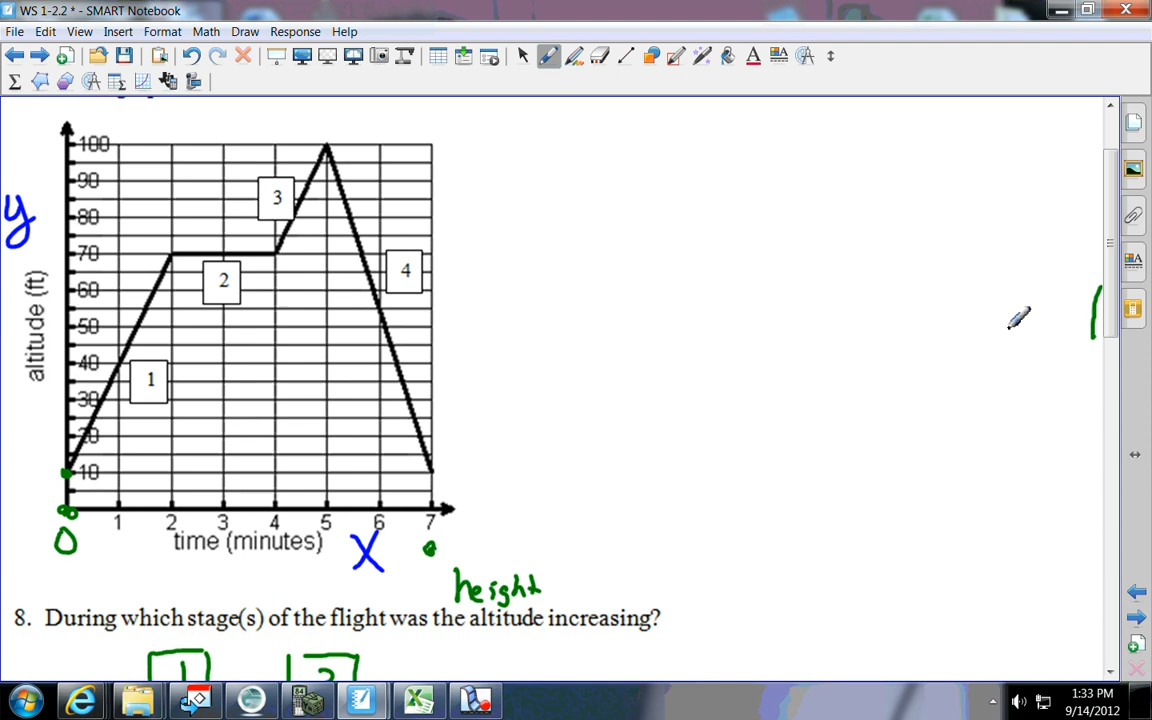 WS 1-2.2 * - SMART Notebook
File Edit View Insert Format Math Draw Response Help
100
90
80
70
60
50
40
30
20
10
y
altitude (ft)
3
2
4
1
1 2 3 4 5 6 7
0
time (minutes)
X
height
8. During which stage(s) of the flight was the altitude increasing?
1:33 PM
9/14/2012